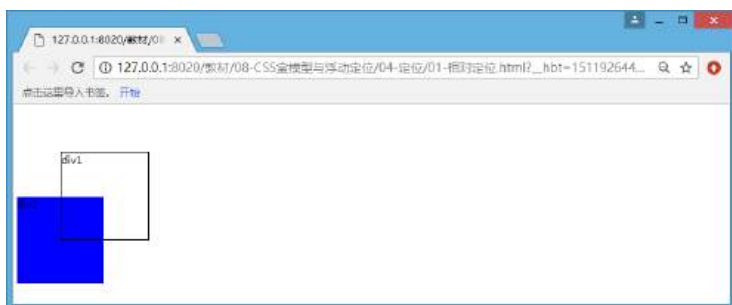 127.0.0.1:8020/教材/08
127.0.0.1:8020/教材/08-CSS盒模型与浮动定位/04-定位/01-相对定位.html?__hbt=151192644...
点击这里导入书签。 开始
div1